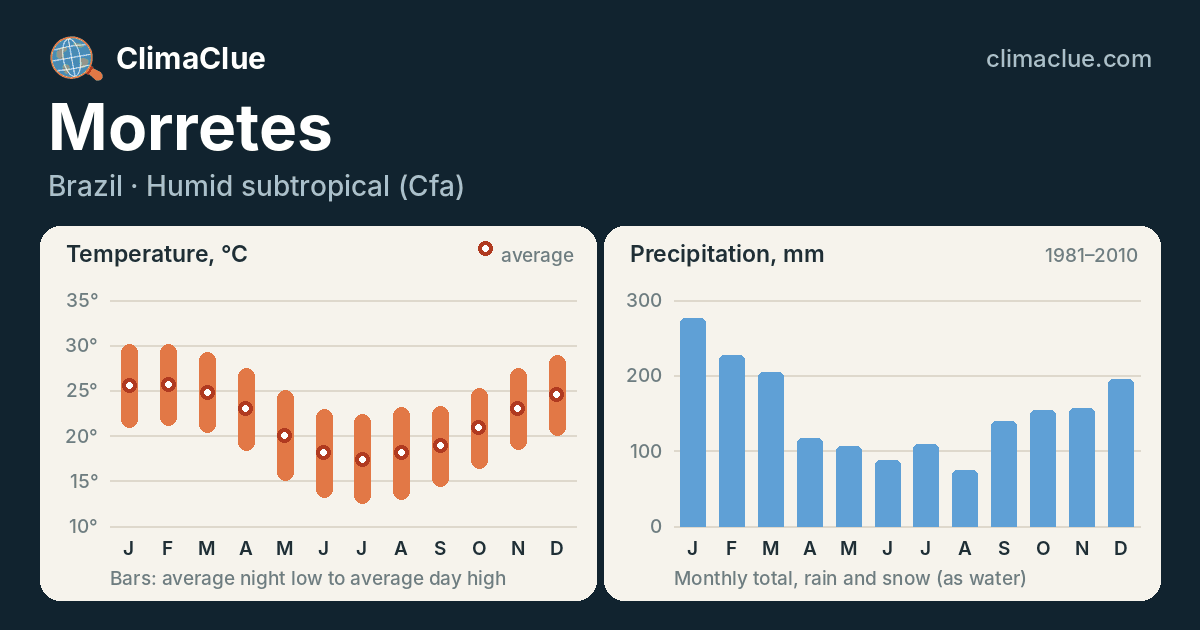 ClimaClue
climaclue.com
Morretes
Brazil · Humid subtropical (Cfa)
Temperature, °C
average
35°
30°
25°
20°
15°
10°
J F M A M J J A S O N D
Bars: average night low to average day high
Precipitation, mm
1981–2010
300
200
100
0
J F M A M J J A S O N D
Monthly total, rain and snow (as water)